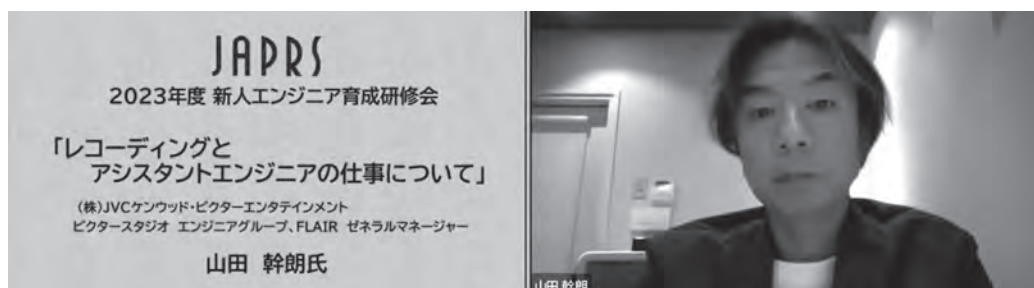 JAPRS
2023年度 新人エンジニア育成研修会
「レコーディングと
アシスタントエンジニアの仕事について」
(株)JVCケンウッド・ビクターエンタテインメント
ビクタースタジオ エンジニアグループ、FLAIR ゼネラルマネージャー
山田 幹朗氏
山田 幹朗